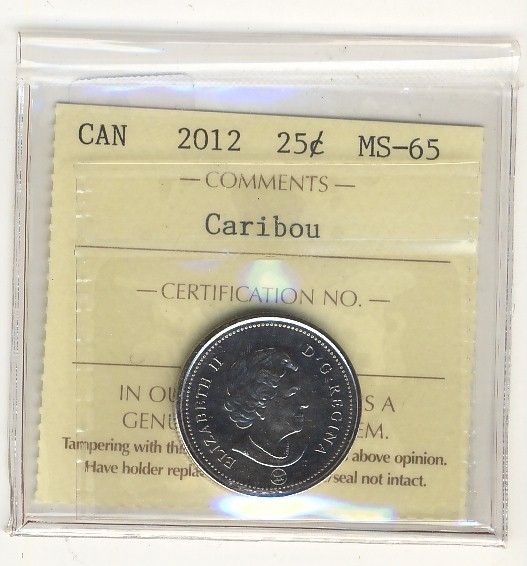 CAN 2012 25¢ MS-65
— COMMENTS —
Caribou
— CERTIFICATION NO. —
ELIZABETH II D·G·REGINA
IN S A
EM.
Tampering with above opinion.
Have holder seal not intact.